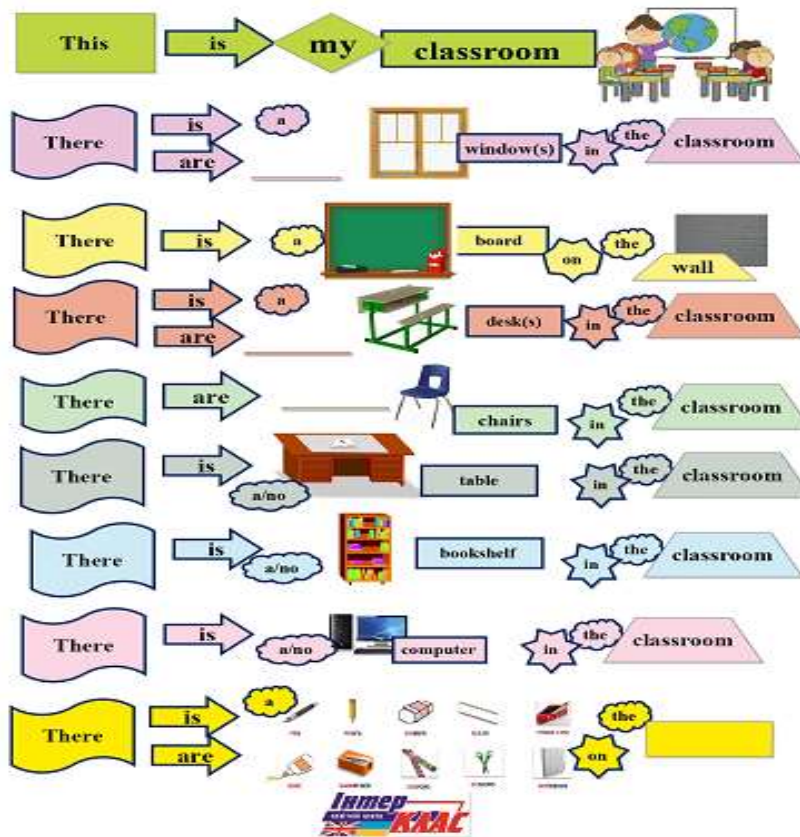 This is my classroom
There is a
are window(s) in the classroom
There is a board on the wall
There is a
are desk(s) in the classroom
There are chairs in the classroom
There is a/no table in the classroom
There is a/no bookshelf in the classroom
There is a/no computer in the classroom
There is a the
are on
Інтер
КЛАС